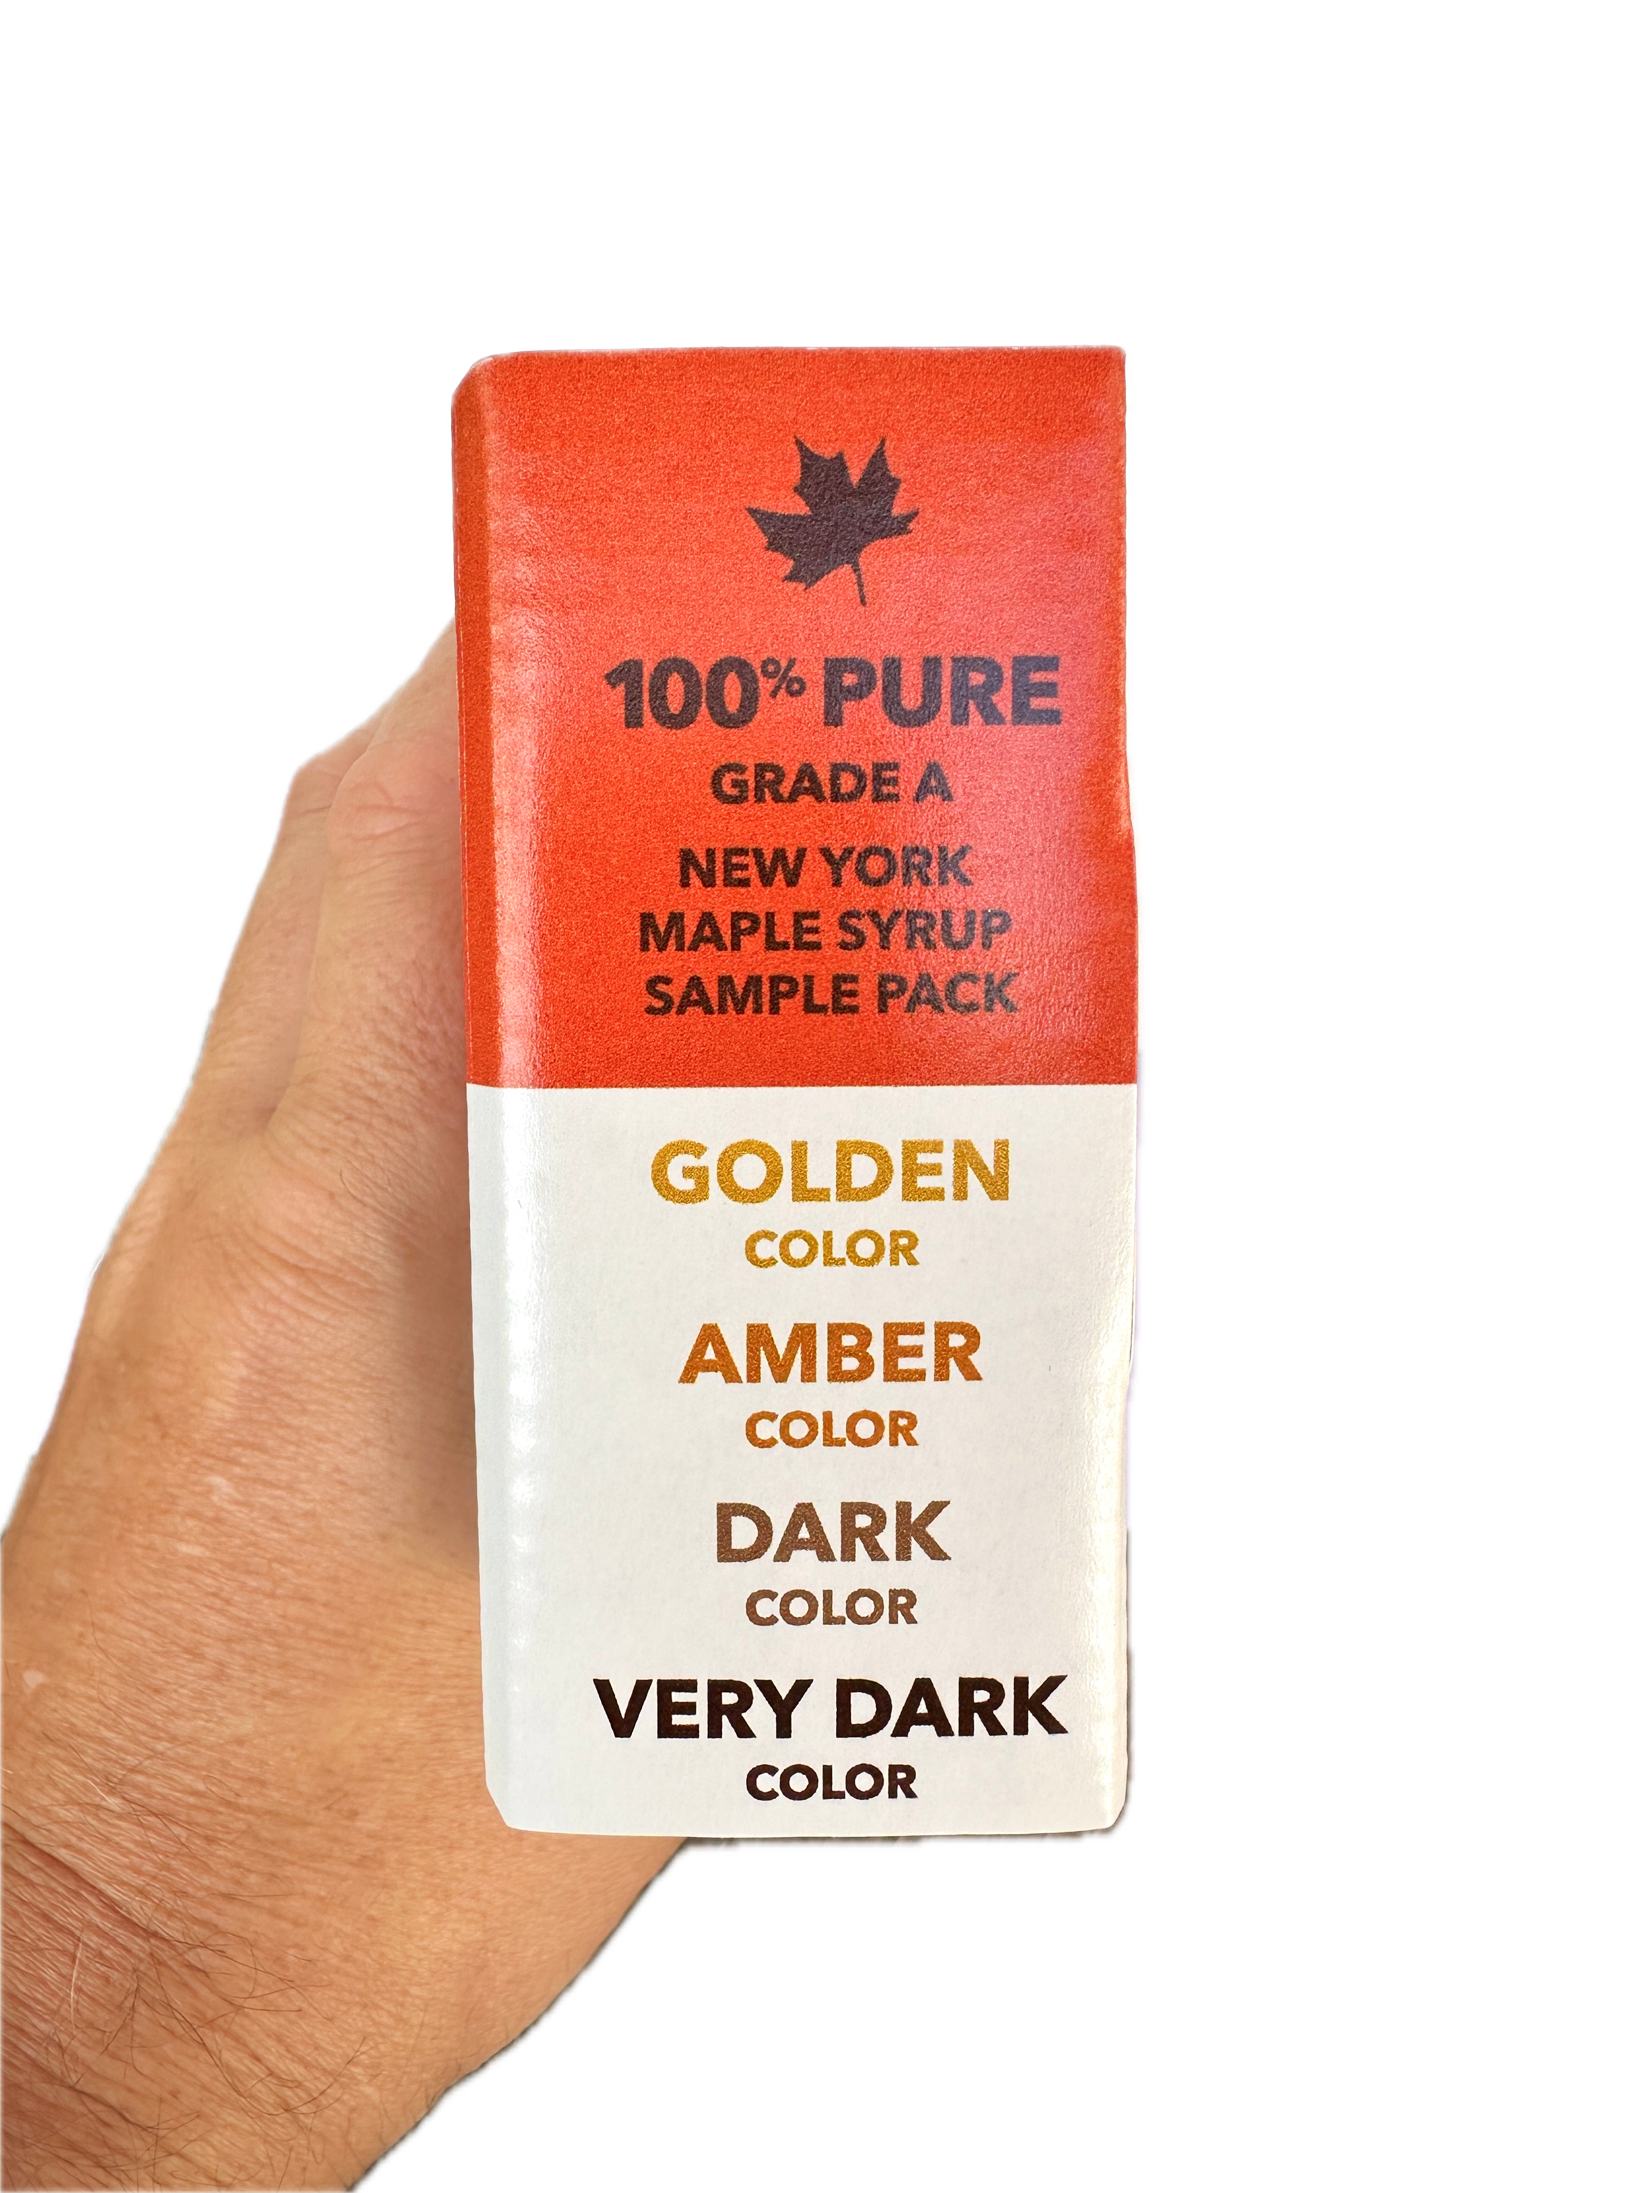 100% PURE
GRADE A
NEW YORK
MAPLE SYRUP
SAMPLE PACK
GOLDEN
COLOR
AMBER
COLOR
DARK
COLOR
VERY DARK
COLOR